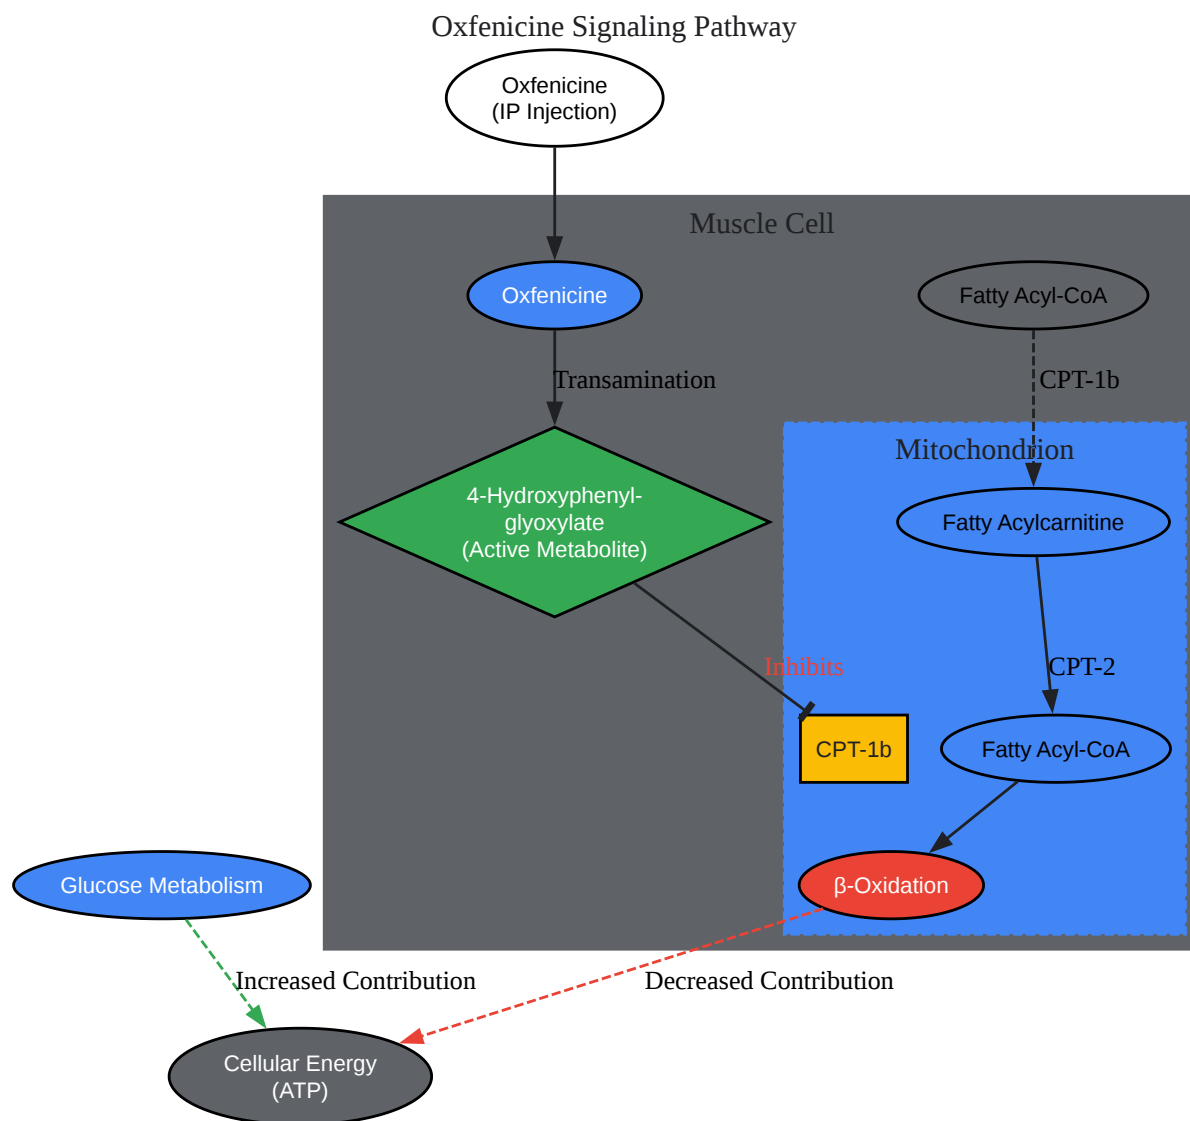 Oxfenicine Signaling Pathway
Oxfenicine
(IP Injection)
Muscle Cell
Oxfenicine
Fatty Acyl-CoA
Transamination
CPT-1b
Mitochondrion
4-Hydroxyphenyl-
glyoxylate
(Active Metabolite)
Fatty Acylcarnitine
Inhibits
CPT-2
CPT-1b
Fatty Acyl-CoA
Glucose Metabolism
β-Oxidation
Increased Contribution
Decreased Contribution
Cellular Energy
(ATP)